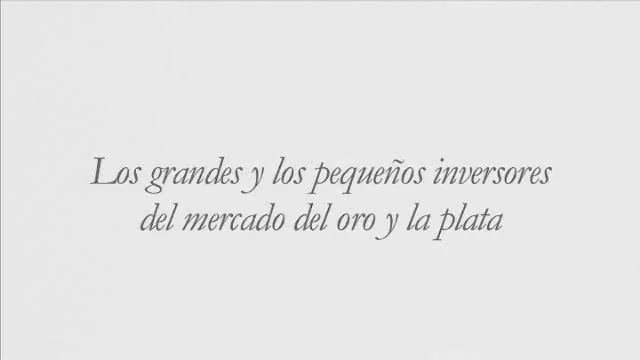 Los grandes y los pequeños inversores
del mercado del oro y la plata